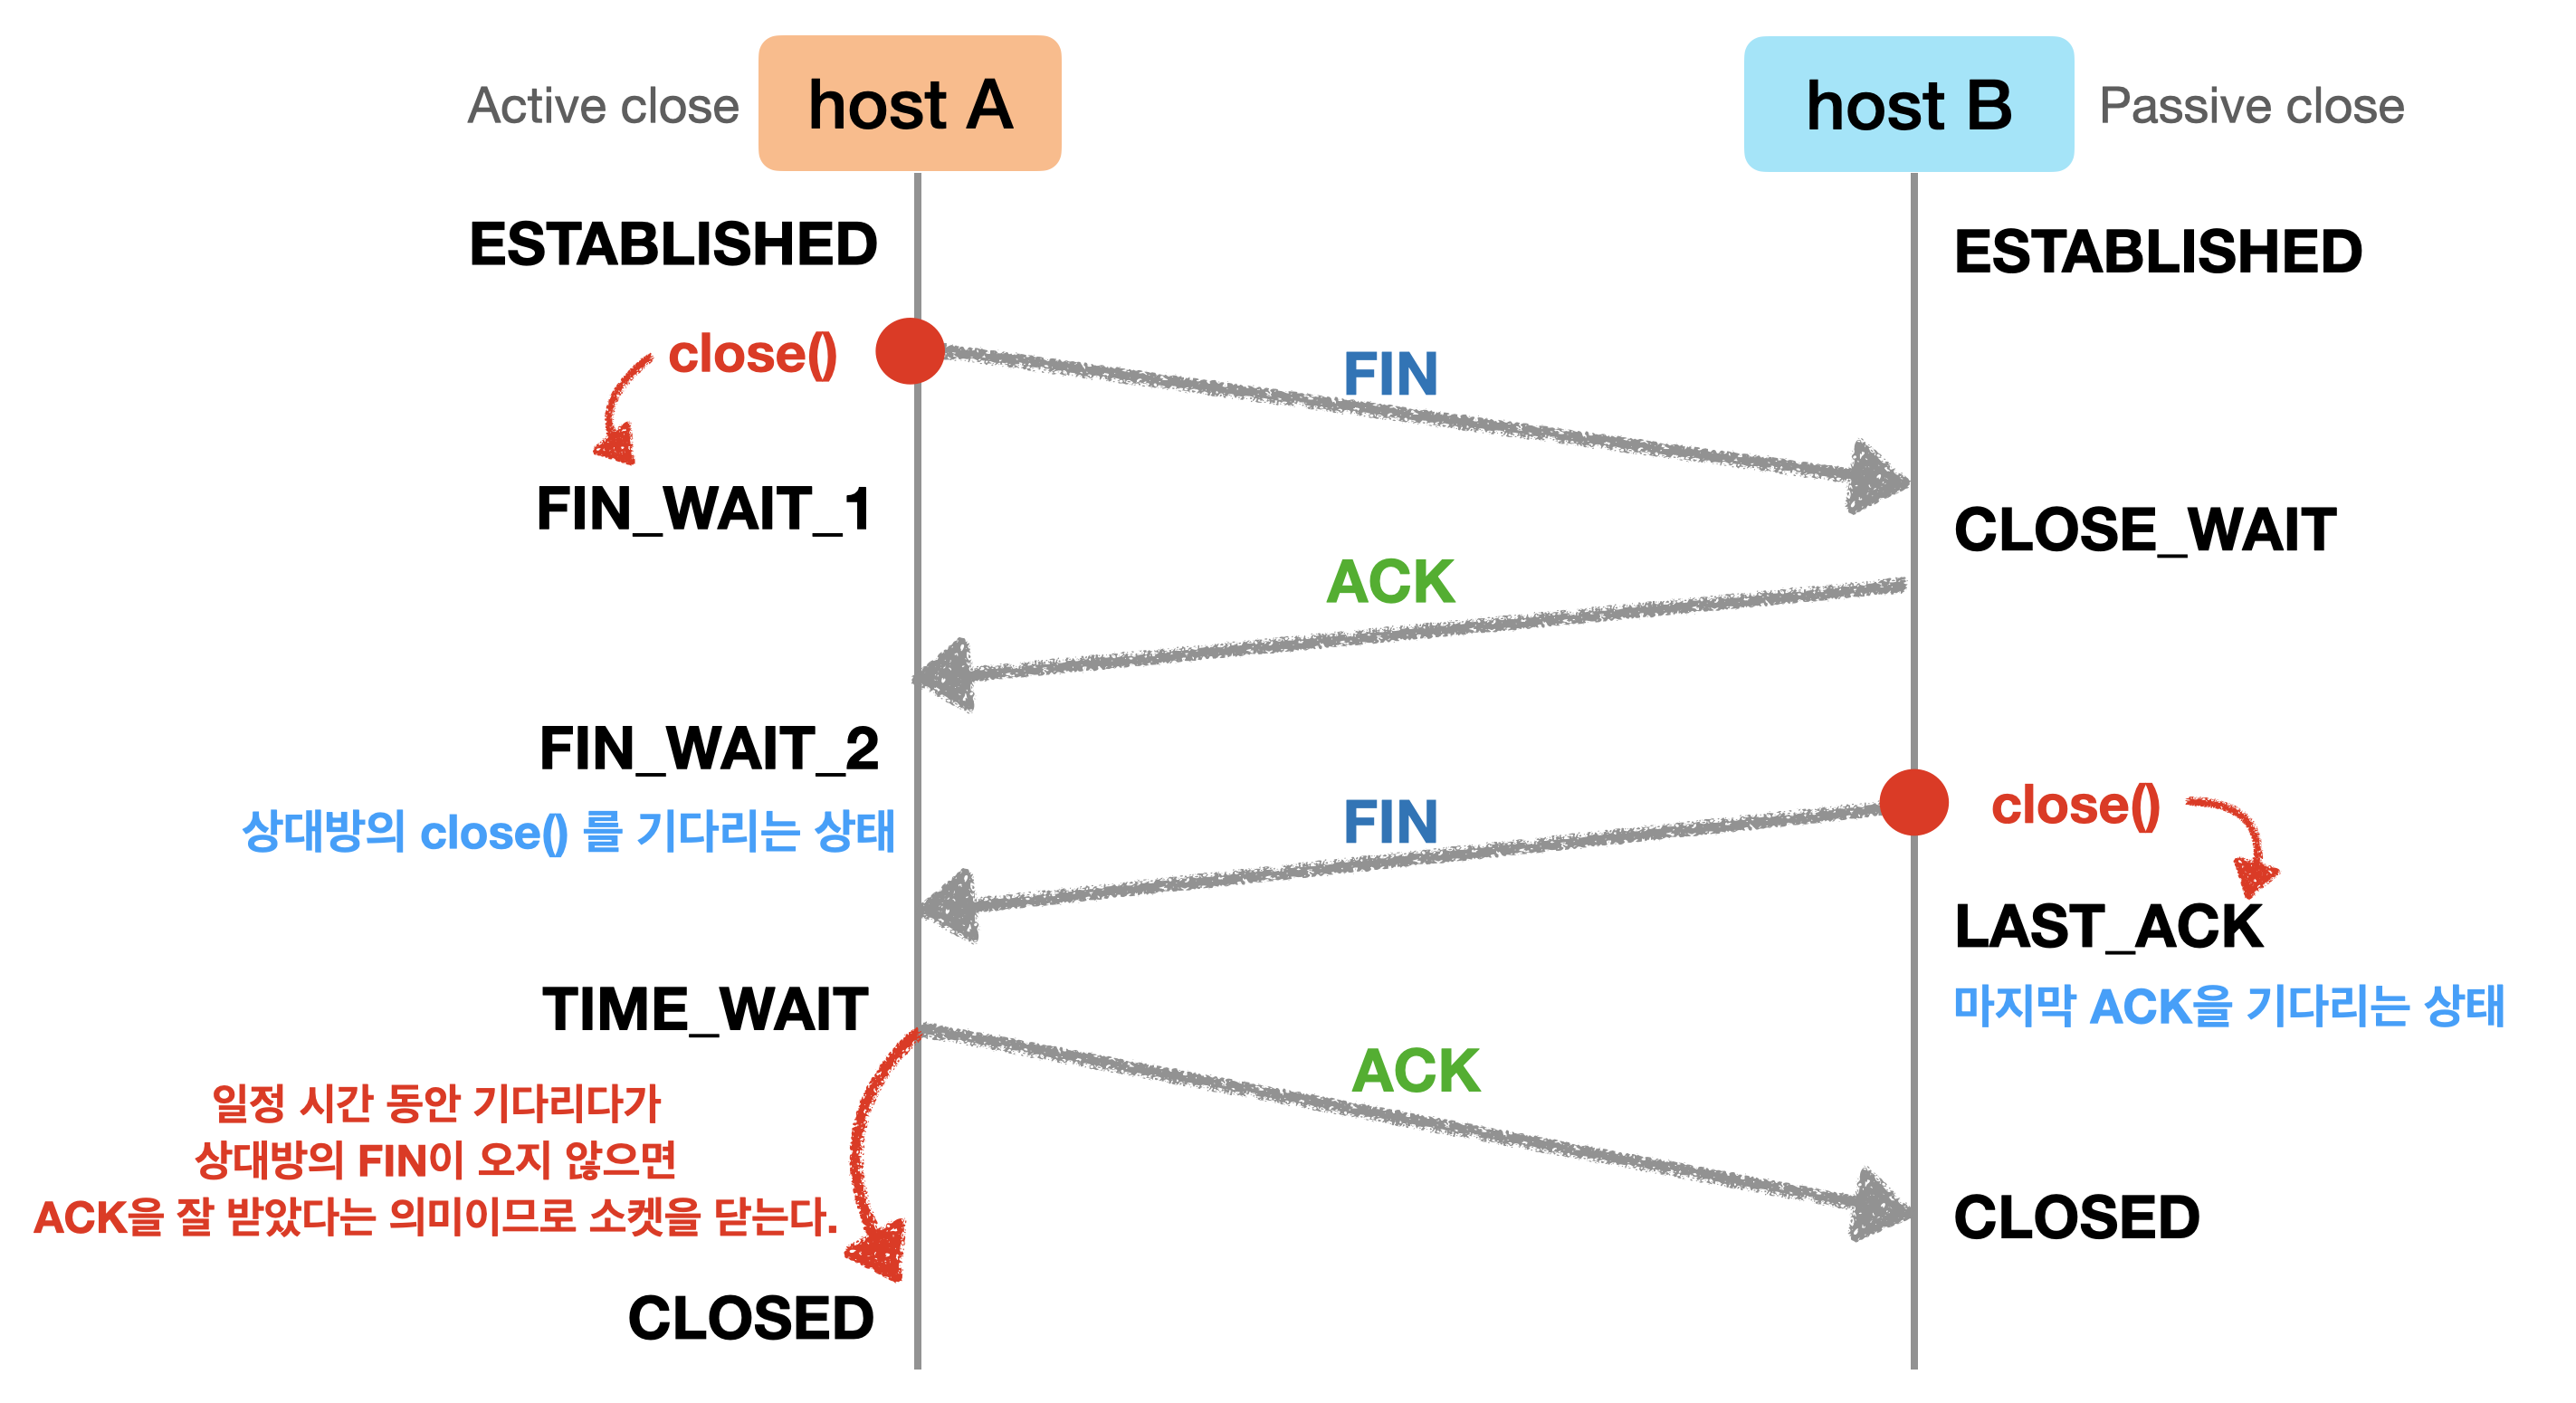 Active close
host A
host B
Passive close
ESTABLISHED
ESTABLISHED
close()
FIN
FIN_WAIT_1
CLOSE_WAIT
ACK
FIN_WAIT_2
상대방의 close() 를 기다리는 상태
FIN
close()
LAST_ACK
마지막 ACK을 기다리는 상태
TIME_WAIT
ACK
일정 시간 동안 기다리다가
상대방의 FIN이 오지 않으면
ACK을 잘 받았다는 의미이므로 소켓을 닫는다.
CLOSED
CLOSED